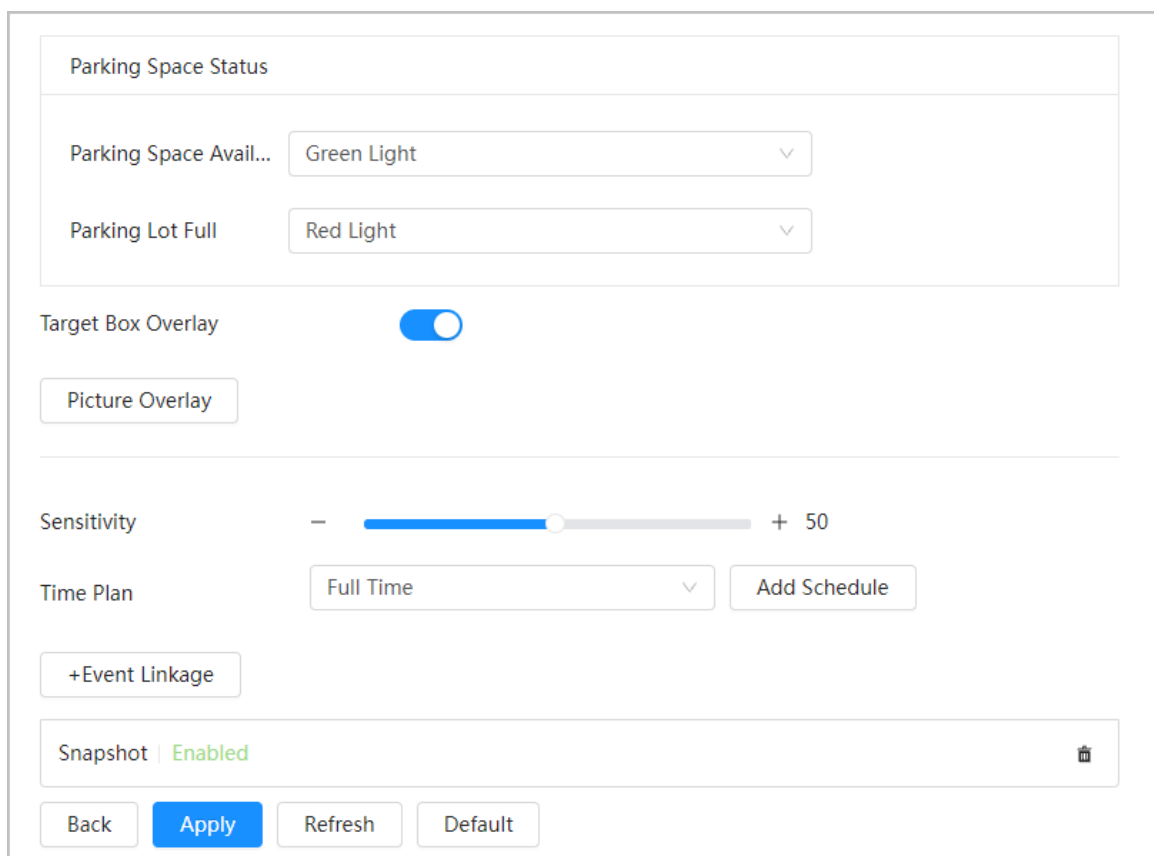 Parking Space Status
Parking Space Avail... Green Light
Parking Lot Full Red Light
Target Box Overlay
Picture Overlay
Sensitivity − + 50
Time Plan Full Time Add Schedule
+Event Linkage
Snapshot Enabled
Back Apply Refresh Default